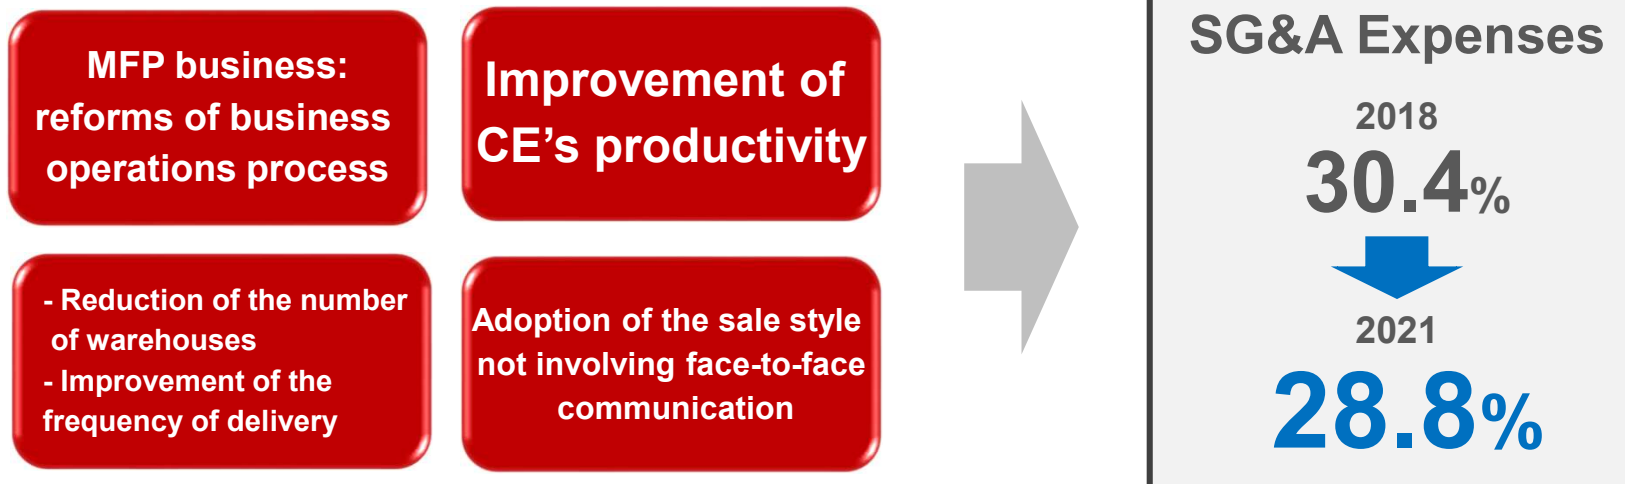 MFP business:
reforms of business
operations process
Improvement of
CE’s productivity
- Reduction of the number
of warehouses
- Improvement of the
frequency of delivery
Adoption of the sale style
not involving face-to-face
communication
SG&A Expenses
2018
30.4%
2021
28.8%